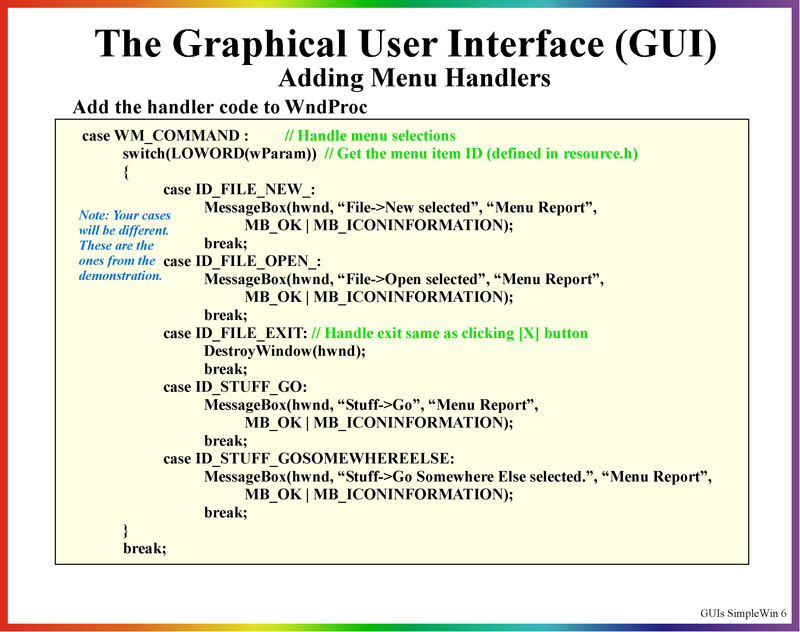 The Graphical User Interface (GUI)
Adding Menu Handlers
Add the handler code to WndProc
case WM_COMMAND : // Handle menu selections
switch(LOWORD(wParam)) // Get the menu item ID (defined in resource.h)
{
case ID_FILE_NEW_:
MessageBox(hwnd, “File->New selected”, “Menu Report”,
MB_OK | MB_ICONINFORMATION);
break;
Note: Your cases
will be different.
These are the
ones from the
demonstration.
case ID_FILE_OPEN_:
MessageBox(hwnd, “File->Open selected”, “Menu Report”,
MB_OK | MB_ICONINFORMATION);
break;
case ID_FILE_EXIT: // Handle exit same as clicking [X] button
DestroyWindow(hwnd);
break;
case ID_STUFF_GO:
MessageBox(hwnd, “Stuff->Go”, “Menu Report”,
MB_OK | MB_ICONINFORMATION);
break;
case ID_STUFF_GOSOMEWHEREELSE:
MessageBox(hwnd, “Stuff->Go Somewhere Else selected.”, “Menu Report”,
MB_OK | MB_ICONINFORMATION);
break;
}
break;
GUIs SimpleWin 6